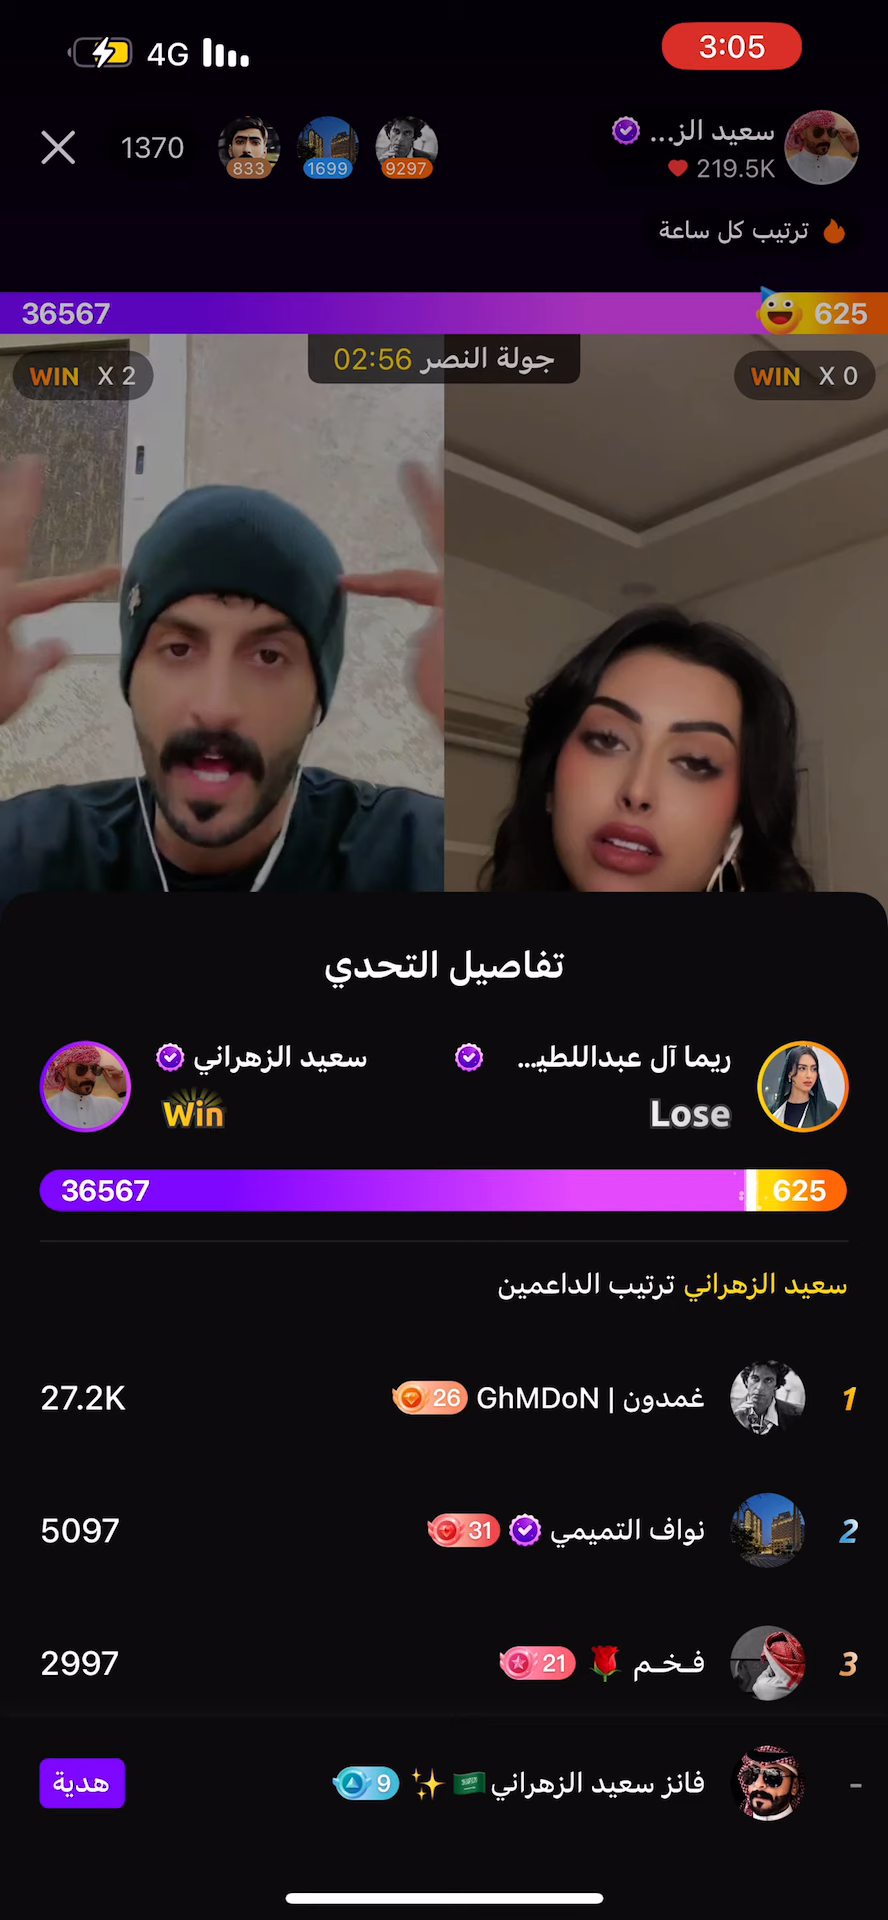 4G
3:05
1370
833
1699
9297
سعيد الز...
219.5K
ترتيب كل ساعة
36567
625
WIN X 2
جولة النصر 02:56
WIN X 0
تفاصيل التحدي
سعيد الزهراني
ريما آل عبداللطيـ...
Win
Lose
36567
625
سعيد الزهراني ترتيب الداعمين
1
غمدون | GhMDoN
26
27.2K
2
نواف التميمي
31
5097
3
فـخـم 🌹
21
2997
-
فانز سعيد الزهراني🇸🇦 ✨
9
هدية